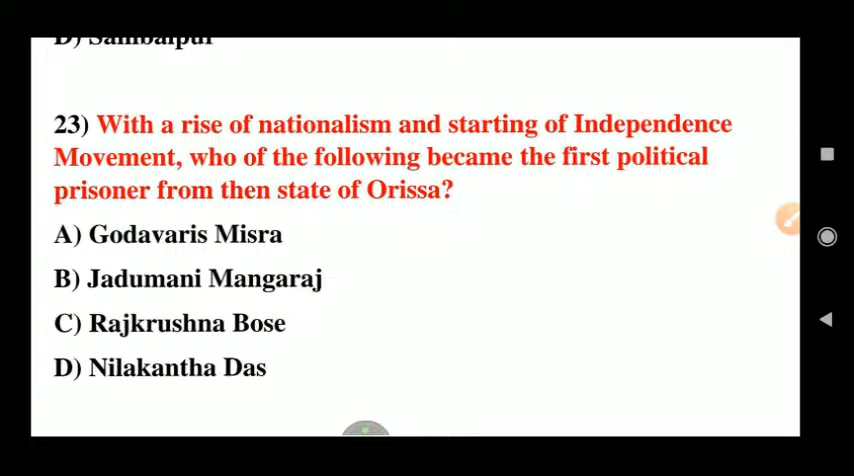 D) Sambalpur
23) With a rise of nationalism and starting of Independence
Movement, who of the following became the first political
prisoner from then state of Orissa?
A) Godavaris Misra
B) Jadumani Mangaraj
C) Rajkrushna Bose
D) Nilakantha Das